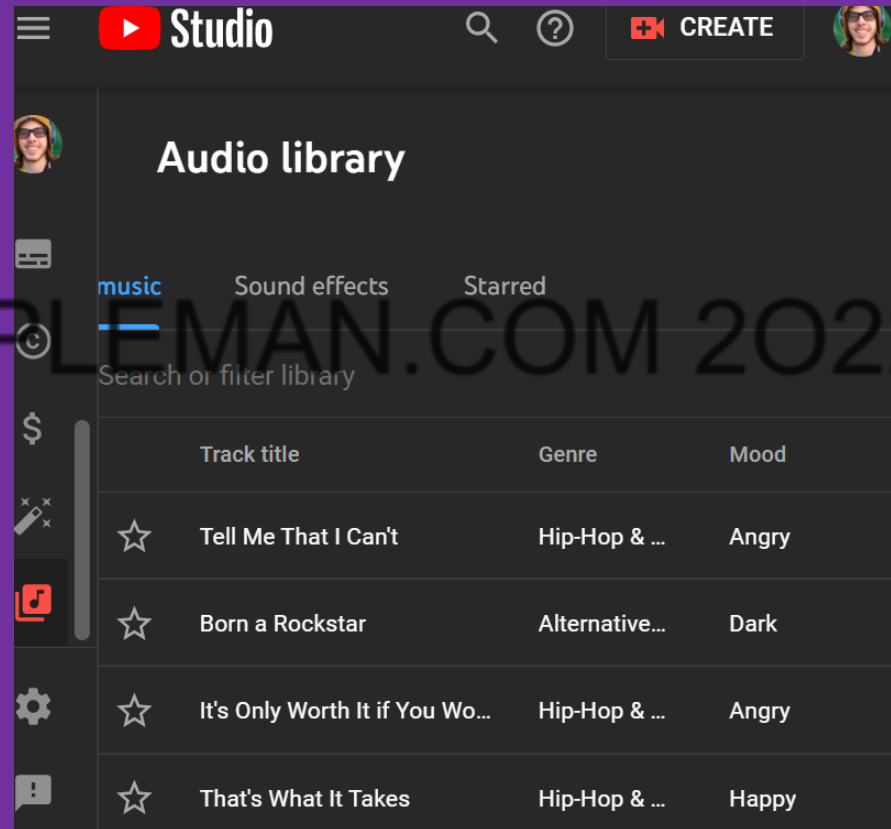 Studio
CREATE
Audio library
music Sound effects Starred
PLEMAN.COM 202
Search or filter library
Track title Genre Mood
Tell Me That I Can't Hip-Hop & ... Angry
Born a Rockstar Alternative... Dark
It's Only Worth It if You Wo... Hip-Hop & ... Angry
That's What It Takes Hip-Hop & ... Happy